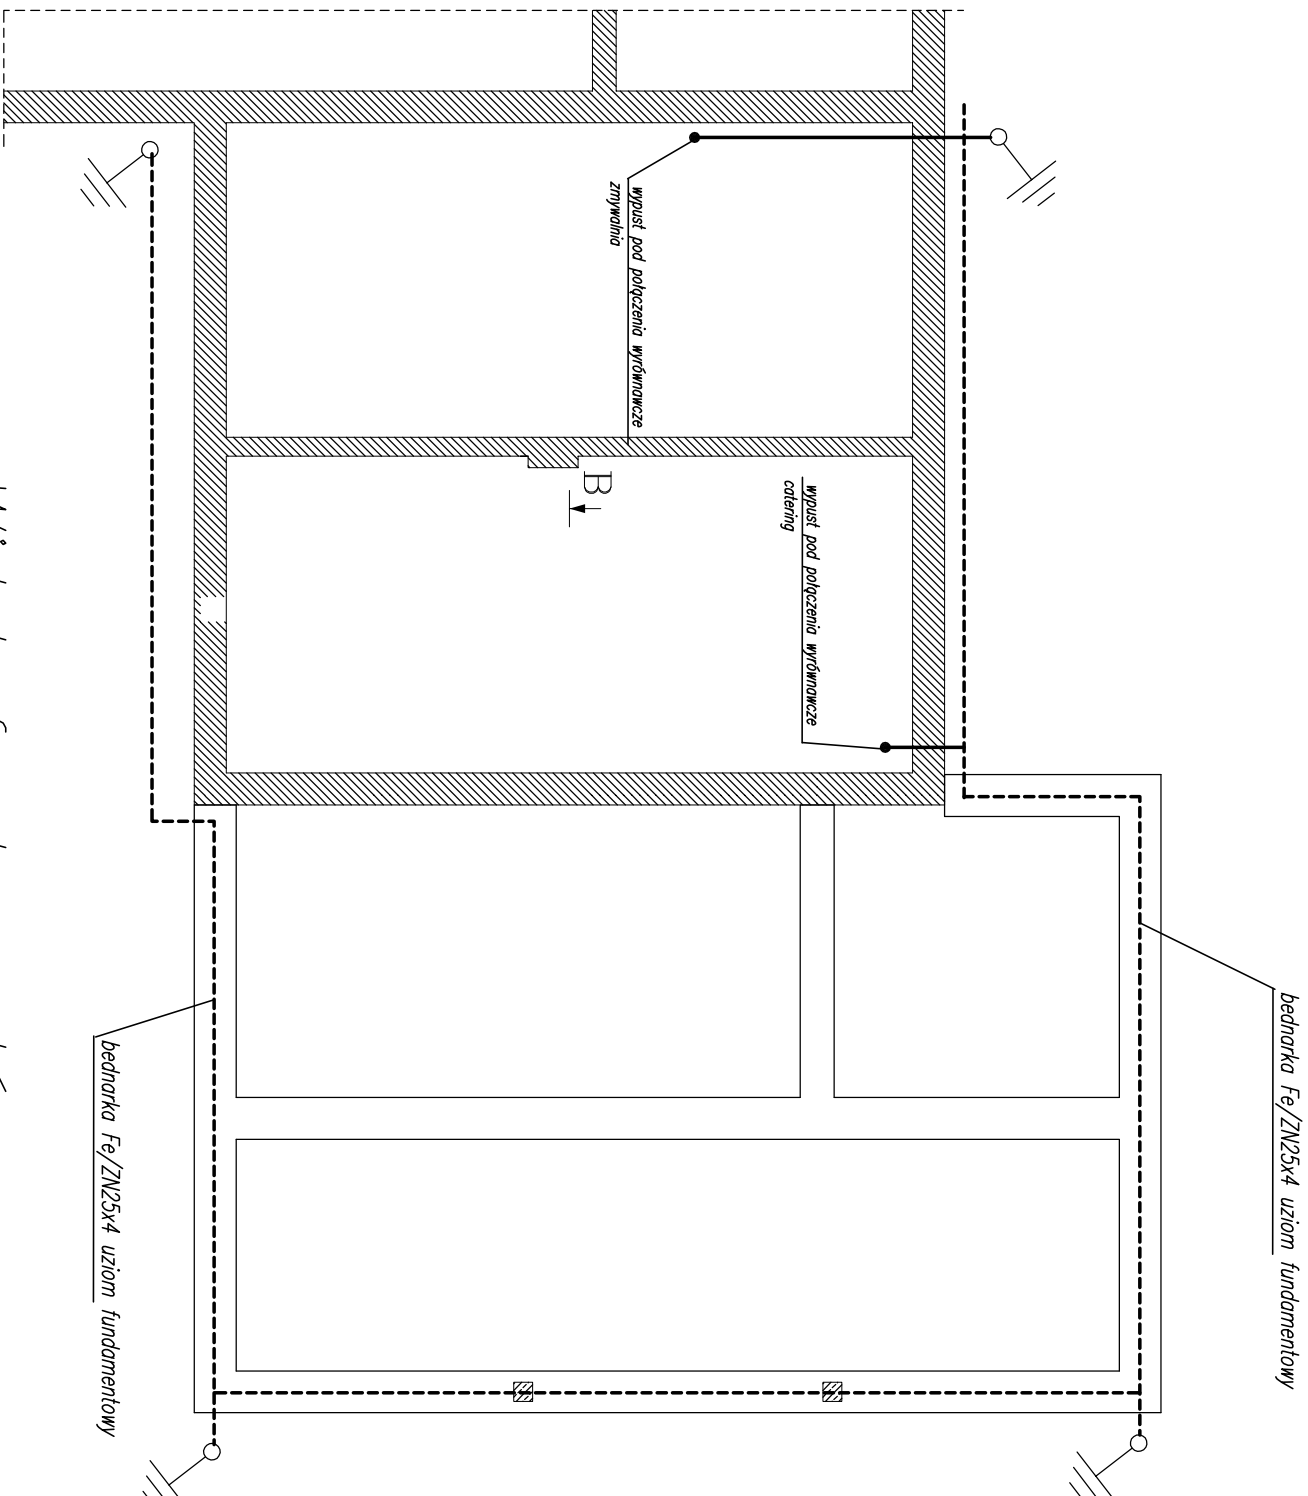 wypust pod połączenia wyrównawcze
zmywalnia
B
wypust pod połączenia wyrównawcze
catering
bednarka Fe/ZN25x4 uziom fundamentowy
bednarka Fe/ZN25x4 uziom fundamentowy